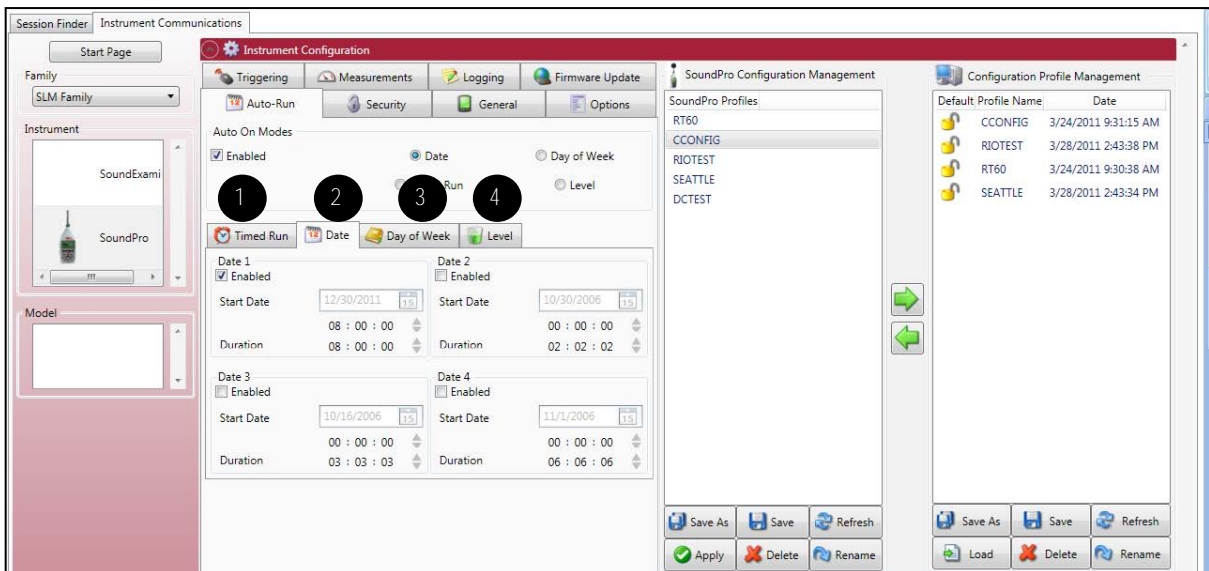 Session Finder
Instrument Communications
Start Page
Family
SLM Family
Instrument
SoundExami
SoundPro
Model
Instrument Configuration
Triggering
Measurements
Logging
Firmware Update
Auto-Run
Security
General
Options
Auto On Modes
Enabled
Date
Day of Week
Run
Level
1
2
3
4
Timed Run
Date
Day of Week
Level
Date 1
Enabled
Start Date
12/30/2011
15
08 : 00 : 00
Duration
08 : 00 : 00
Date 2
Enabled
Start Date
10/30/2006
15
00 : 00 : 00
Duration
02 : 02 : 02
Date 3
Enabled
Start Date
10/16/2006
15
00 : 00 : 00
Duration
03 : 03 : 03
Date 4
Enabled
Start Date
11/1/2006
15
00 : 00 : 00
Duration
06 : 06 : 06
SoundPro Configuration Management
SoundPro Profiles
RT60
CCONFIG
RIOTEST
SEATTLE
DCTEST
Save As
Save
Refresh
Apply
Delete
Rename
Configuration Profile Management
Default Profile Name Date
CCONFIG 3/24/2011 9:31:15 AM
RIOTEST 3/28/2011 2:43:38 PM
RT60 3/24/2011 9:30:38 AM
SEATTLE 3/28/2011 2:43:34 PM
Save As
Save
Refresh
Load
Delete
Rename